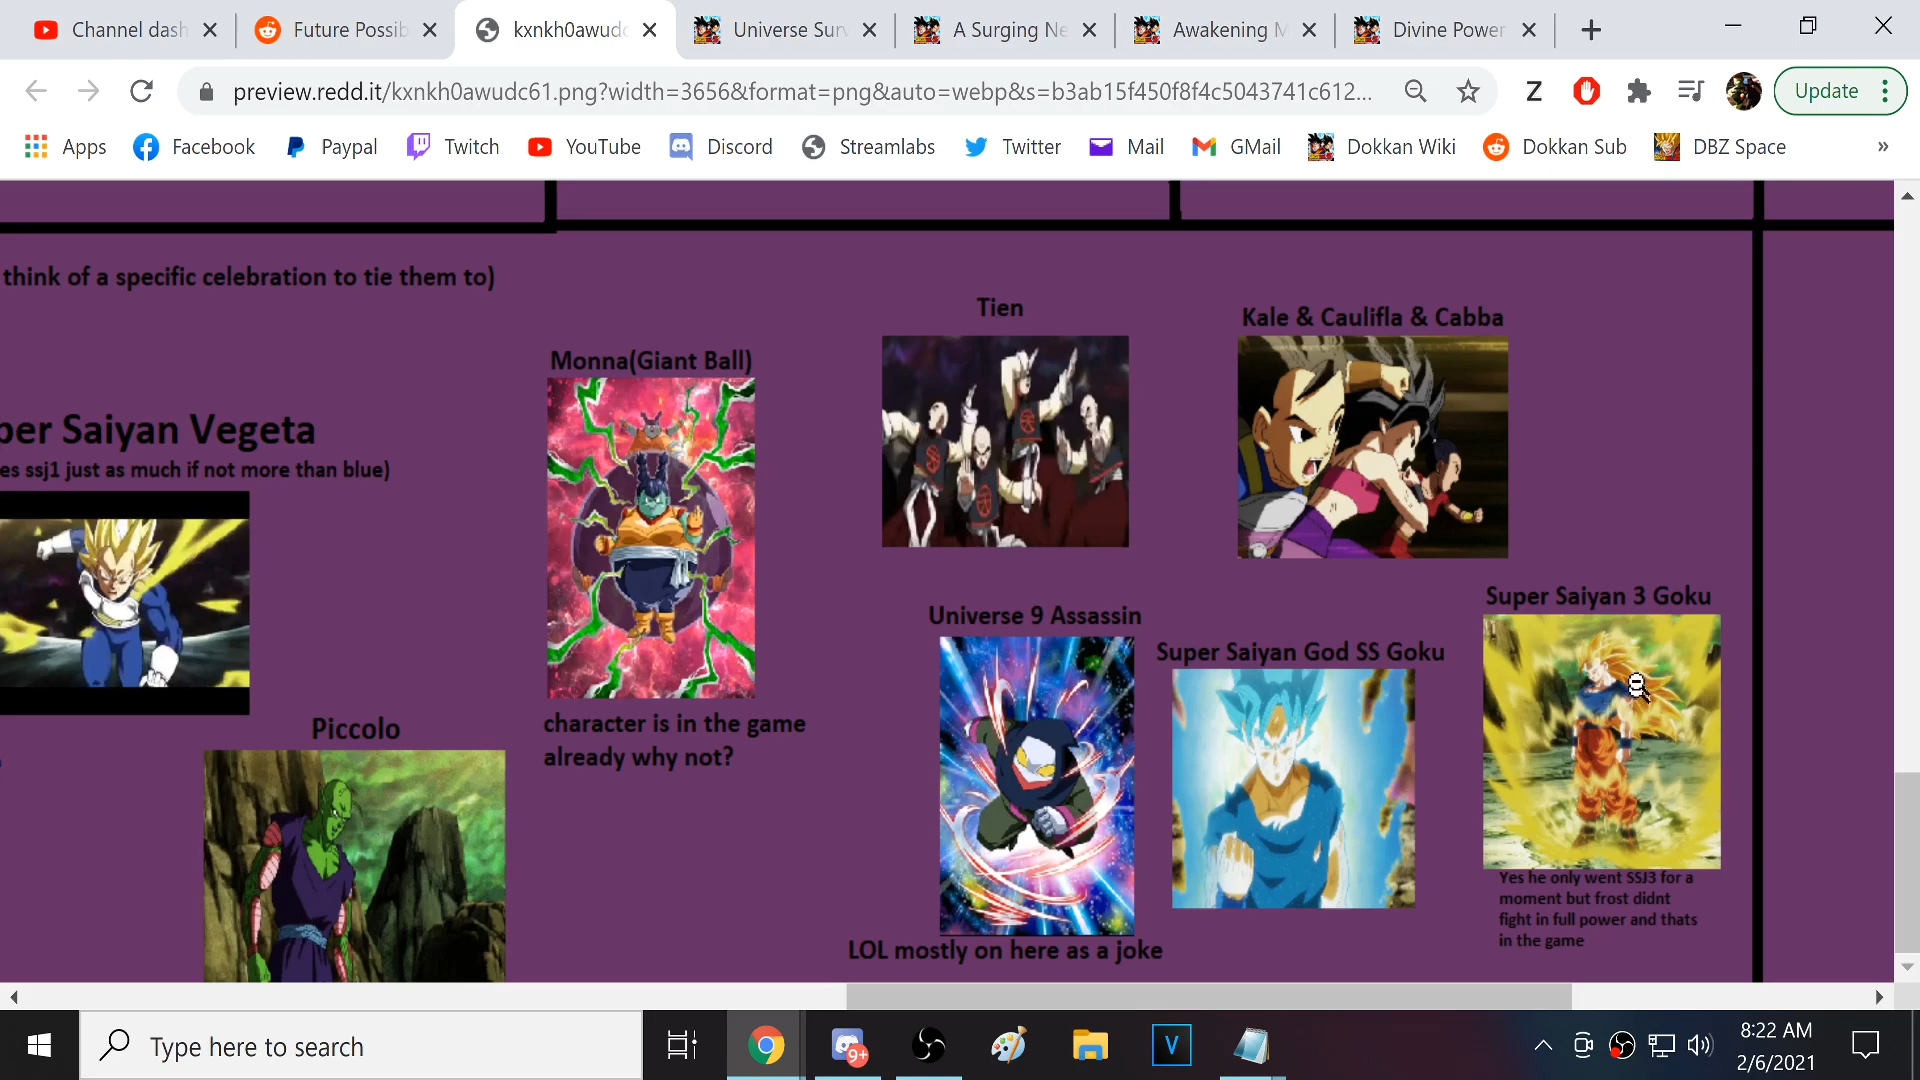 Channel dash
Future Possib
kxnkh0awudc
Universe Surv
A Surging Ne
Awakening M
Divine Power
preview.redd.it/kxnkh0awudc61.png?width=3656&format=png&auto=webp&s=b3ab15f450f8f4c5043741c612...
Z
Update
Apps
Facebook
Paypal
Twitch
YouTube
Discord
Streamlabs
Twitter
Mail
GMail
Dokkan Wiki
Dokkan Sub
DBZ Space
»
think of a specific celebration to tie them to)
Tien
Kale & Caulifla & Cabba
Monna(Giant Ball)
per Saiyan Vegeta
es ssj1 just as much if not more than blue)
Super Saiyan 3 Goku
Universe 9 Assassin
Super Saiyan God SS Goku
Piccolo
character is in the game
already why not?
Yes he only went SSJ3 for a
moment but frost didnt
fight in full power and thats
in the game
LOL mostly on here as a joke
Type here to search
9+
V
8:22 AM
2/6/2021